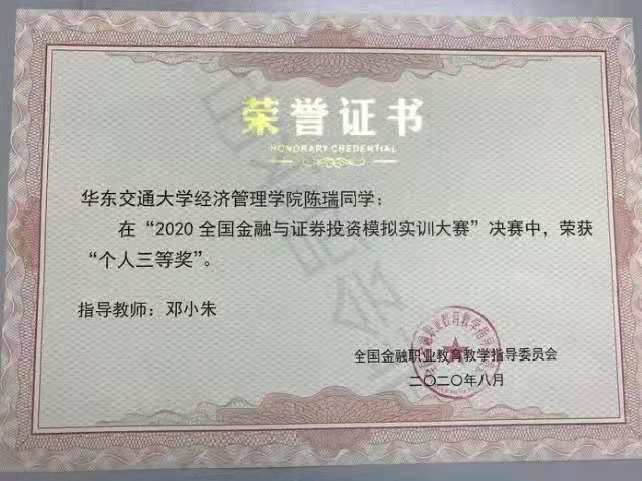 荣誉证书
HONORARY CREDENTIAL
华东交通大学经济管理学院陈瑞同学：
在“2020全国金融与证券投资模拟实训大赛”决赛中，荣获
“个人三等奖”。
指导教师：邓小朱
全国金融职业教育教学指导委员会
二〇二〇年八月